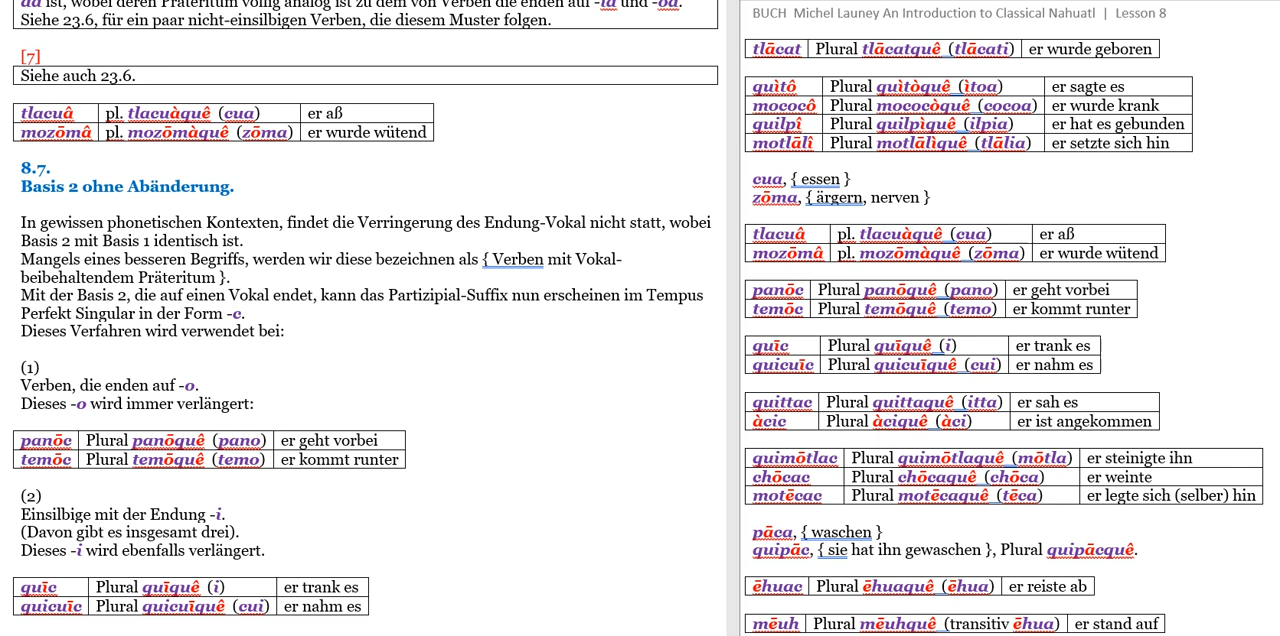 aa ist, wobei deren Präteritum völlig analog ist zu dem von Verben die enden auf -ia und -oa.
Siehe 23.6, für ein paar nicht-einsilbigen Verben, die diesem Muster folgen.
[7]
Siehe auch 23.6.
tlacuâ pl. tlacuàquê (cua) er aß
mozōmâ pl. mozōmàquê (zōma) er wurde wütend
8.7.
Basis 2 ohne Abänderung.
In gewissen phonetischen Kontexten, findet die Verringerung des Endung-Vokal nicht statt, wobei
Basis 2 mit Basis 1 identisch ist.
Mangels eines besseren Begriffs, werden wir diese bezeichnen als { Verben mit Vokal-
beibehaltendem Präteritum }.
Mit der Basis 2, die auf einen Vokal endet, kann das Partizipial-Suffix nun erscheinen im Tempus
Perfekt Singular in der Form -c.
Dieses Verfahren wird verwendet bei:
(1)
Verben, die enden auf -o.
Dieses -o wird immer verlängert:
panōc Plural panōquê (pano) er geht vorbei
temōc Plural temōquê (temo) er kommt runter
(2)
Einsilbige mit der Endung -i.
(Davon gibt es insgesamt drei).
Dieses -i wird ebenfalls verlängert.
quīc Plural quīquê (i) er trank es
quicuīc Plural quicuīquê (cui) er nahm es
BUCH Michel Launey An Introduction to Classical Nahuatl | Lesson 8
tlācat Plural tlācatquê (tlācati) er wurde geboren
quìtô Plural quìtòquê (ìtoa) er sagte es
mococô Plural mococòquê (cocoa) er wurde krank
quilpî Plural quilpìquê (ilpia) er hat es gebunden
motlālî Plural motlālìquê (tlālia) er setzte sich hin
cua, { essen }
zōma, { ärgern, nerven }
tlacuâ pl. tlacuàquê (cua) er aß
mozōmâ pl. mozōmàquê (zōma) er wurde wütend
panōc Plural panōquê (pano) er geht vorbei
temōc Plural temōquê (temo) er kommt runter
quīc Plural quīquê (i) er trank es
quicuīc Plural quicuīquê (cui) er nahm es
quittac Plural quittaquê (itta) er sah es
àcic Plural àciquê (àci) er ist angekommen
quimōtlac Plural quimōtlaquê (mōtla) er steinigte ihn
chōcac Plural chōcaquê (chōca) er weinte
motēcac Plural motēcaquê (tēca) er legte sich (selber) hin
pāca, { waschen }
quipāc, { sie hat ihn gewaschen }, Plural quipācquê.
ēhuac Plural ēhuaquê (ēhua) er reiste ab
mēuh Plural mēuhquê (transitiv ēhua) er stand auf